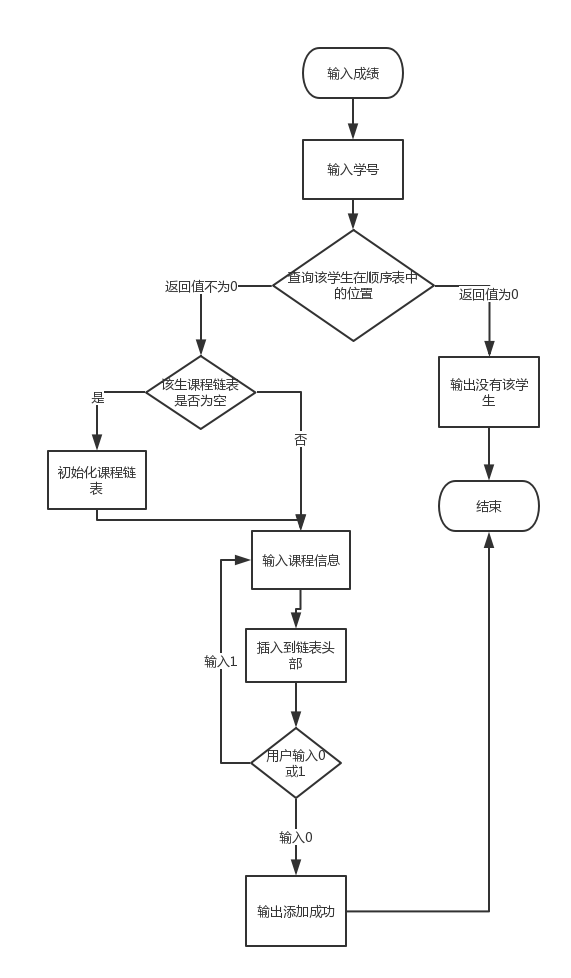 输入成绩
输入学号
查询该学生在顺序表中
的位置
返回值不为0
返回值为0
该生课程链表
是否为空
输出没有该学
生
是
否
初始化课程链
表
结束
输入课程信息
插入到链表头
部
输入1
用户输入0
或1
输入0
输出添加成功